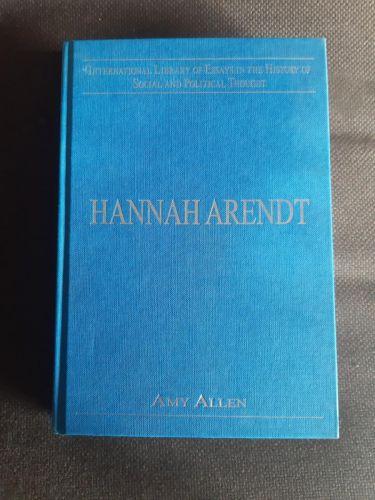 International Library of Essays in the History of
Social and Political Thought
HANNAH ARENDT
Amy Allen